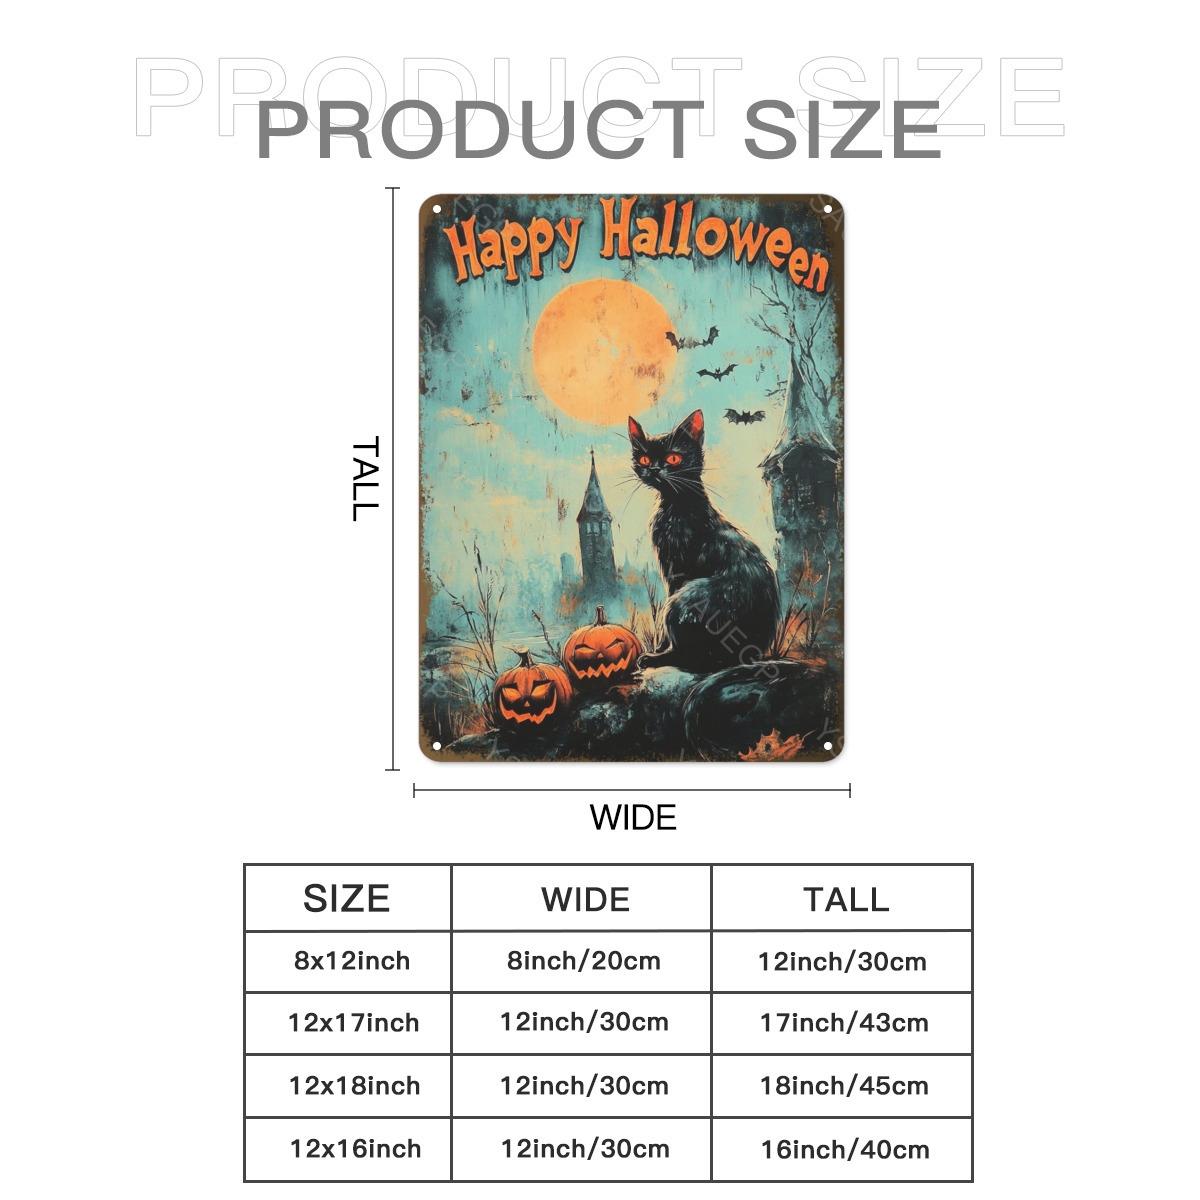 PRODUCT SIZE
PRODUCT SIZE
Happy Halloween
TALL
WIDE
SIZE WIDE TALL
8x12inch 8inch/20cm 12inch/30cm
12x17inch 12inch/30cm 17inch/43cm
12x18inch 12inch/30cm 18inch/45cm
12x16inch 12inch/30cm 16inch/40cm